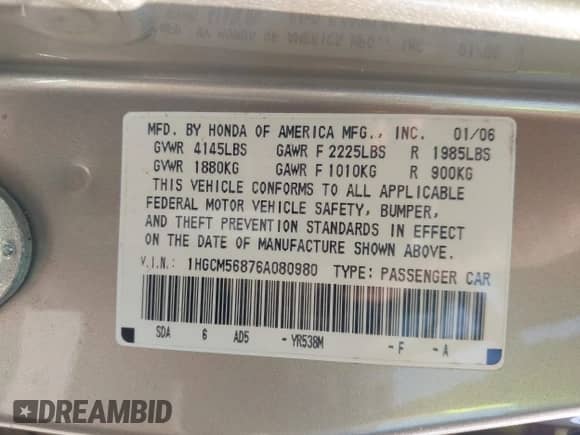 MFD. BY HONDA OF AMERICA MFG., INC. 01/06
GVWR 4145LBS GAWR F 2225LBS R 1985LBS
GVWR 1880KG GAWR F 1010KG R 900KG
THIS VEHICLE CONFORMS TO ALL APPLICABLE
FEDERAL MOTOR VEHICLE SAFETY, BUMPER,
AND THEFT PREVENTION STANDARDS IN EFFECT
ON THE DATE OF MANUFACTURE SHOWN ABOVE.
V.I.N.: 1HGCM56876A080980 TYPE: PASSENGER CAR
SDA 6 AD5 - YR538M - F - A
DREAMBID